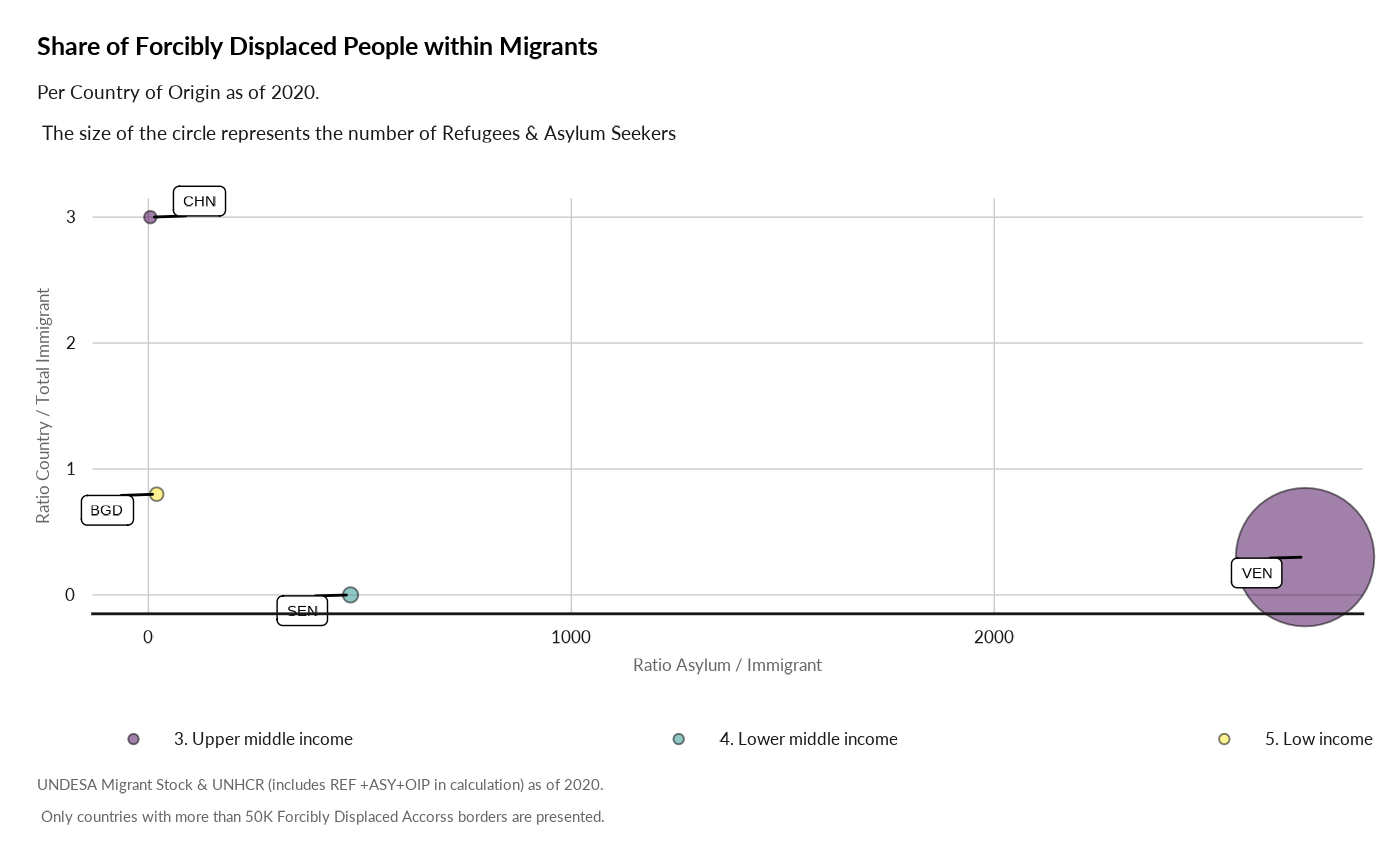 Share of Forcibly Displaced People within Migrants
Per Country of Origin as of 2020.
The size of the circle represents the number of Refugees & Asylum Seekers
CHN
3
2
1
0
Ratio Country / Total Immigrant
BGD
SEN
VEN
0 1000 2000
Ratio Asylum / Immigrant
3. Upper middle income 4. Lower middle income 5. Low income
UNDESA Migrant Stock & UNHCR (includes REF +ASY+OIP in calculation) as of 2020.
Only countries with more than 50K Forcibly Displaced Accorss borders are presented.